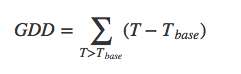 GDD = ∑ (T − T_base)
T>T_base